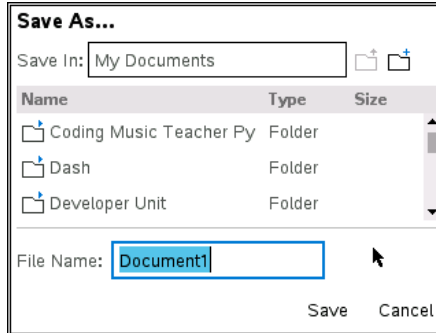 Save As...
Save In: My Documents
Name Type Size
Coding Music Teacher Py Folder
Dash Folder
Developer Unit Folder
File Name: Document1
Save Cancel